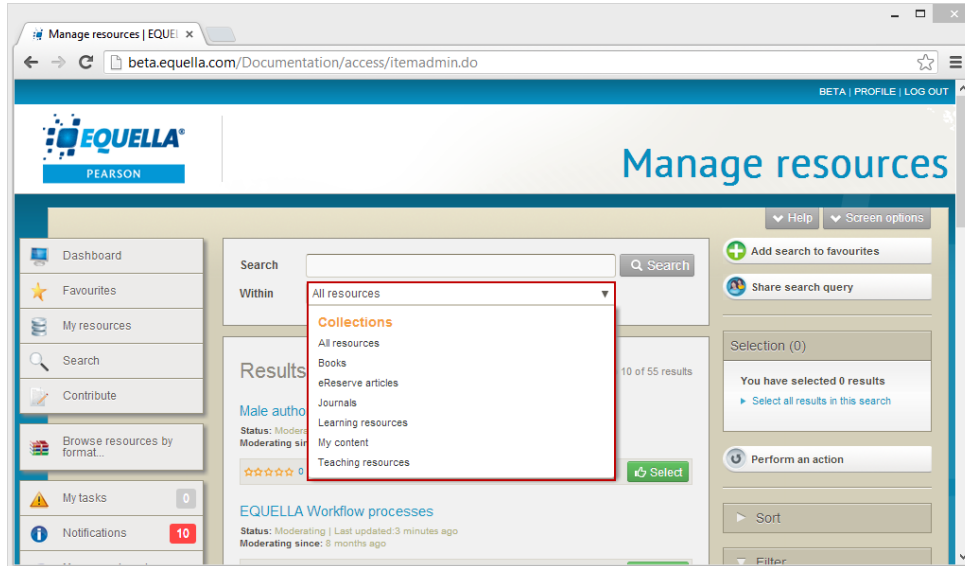 Manage resources | EQUEL
beta.equella.com/Documentation/access/itemadmin.do
BETA | PROFILE | LOG OUT
EQUELLA®
PEARSON
Manage resources
Help
Screen options
Dashboard
Favourites
My resources
Search
Contribute
Browse resources by
format...
My tasks 0
Notifications 10
Search
Search
Within All resources
Collections
All resources
Books
eReserve articles
Journals
Learning resources
My content
Teaching resources
Results
10 of 55 results
Male autho
Status: Modera
Moderating sin
0
Select
EQUELLA Workflow processes
Status: Moderating | Last updated:3 minutes ago
Moderating since: 8 months ago
Add search to favourites
Share search query
Selection (0)
You have selected 0 results
Select all results in this search
Perform an action
Sort
Filter